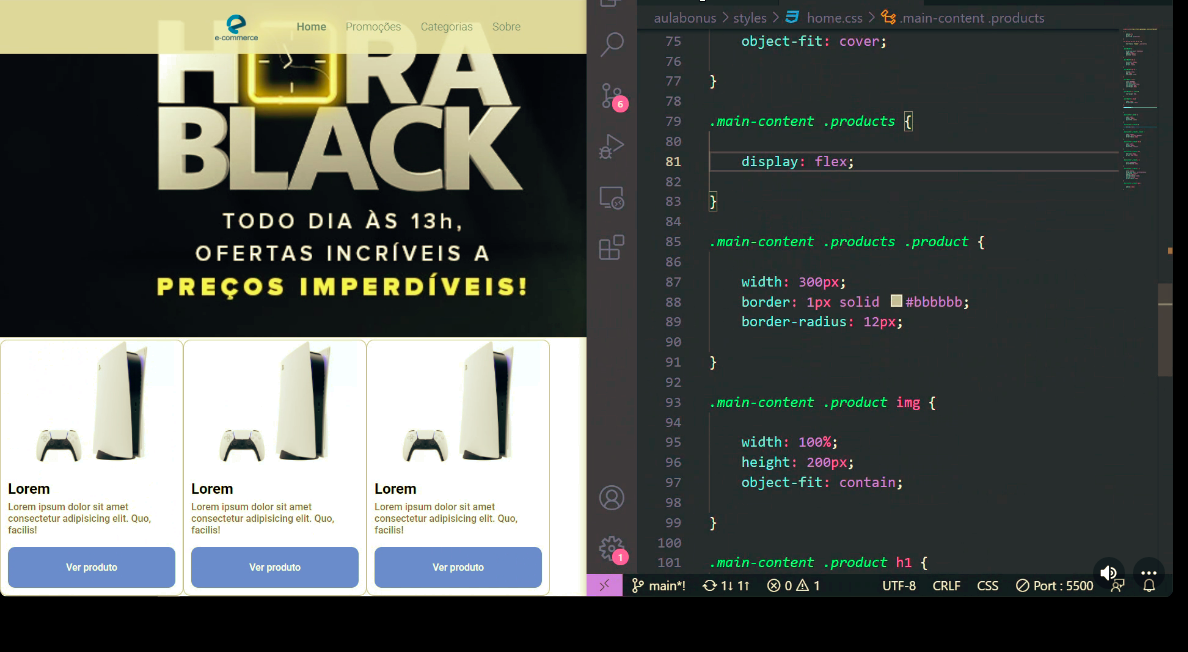 e-commerce
Home Promoções Categorias Sobre
HORA
BLACK
TODO DIA ÀS 13h,
OFERTAS INCRÍVEIS A
PREÇOS IMPERDÍVEIS!
Lorem
Lorem ipsum dolor sit amet
consectetur adipisicing elit. Quo,
facilis!
Ver produto
Lorem
Lorem ipsum dolor sit amet
consectetur adipisicing elit. Quo,
facilis!
Ver produto
Lorem
Lorem ipsum dolor sit amet
consectetur adipisicing elit. Quo,
facilis!
Ver produto
6
1
aulabonus > styles > home.css > .main-content .products
75 object-fit: cover;
76
77 }
78
79 .main-content .products {
80
81 display: flex;
82
83 }
84
85 .main-content .products .product {
86
87 width: 300px;
88 border: 1px solid #bbbbbb;
89 border-radius: 12px;
90
91 }
92
93 .main-content .product img {
94
95 width: 100%;
96 height: 200px;
97 object-fit: contain;
98
99 }
100
101 .main-content .product h1 {
main*! 1↓ 1↑ 0 1 UTF-8 CRLF CSS Port : 5500